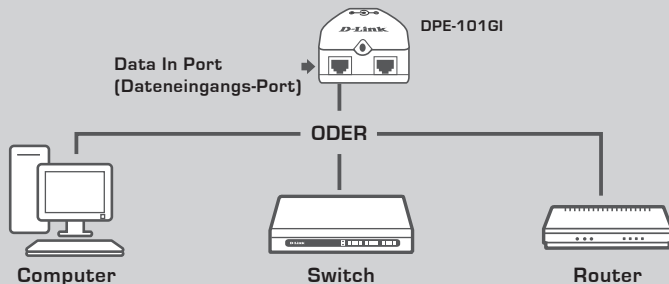 D-Link
DPE-101GI
Data In Port
(Dateneingangs-Port)
ODER
D-Link
Computer
Switch
Router